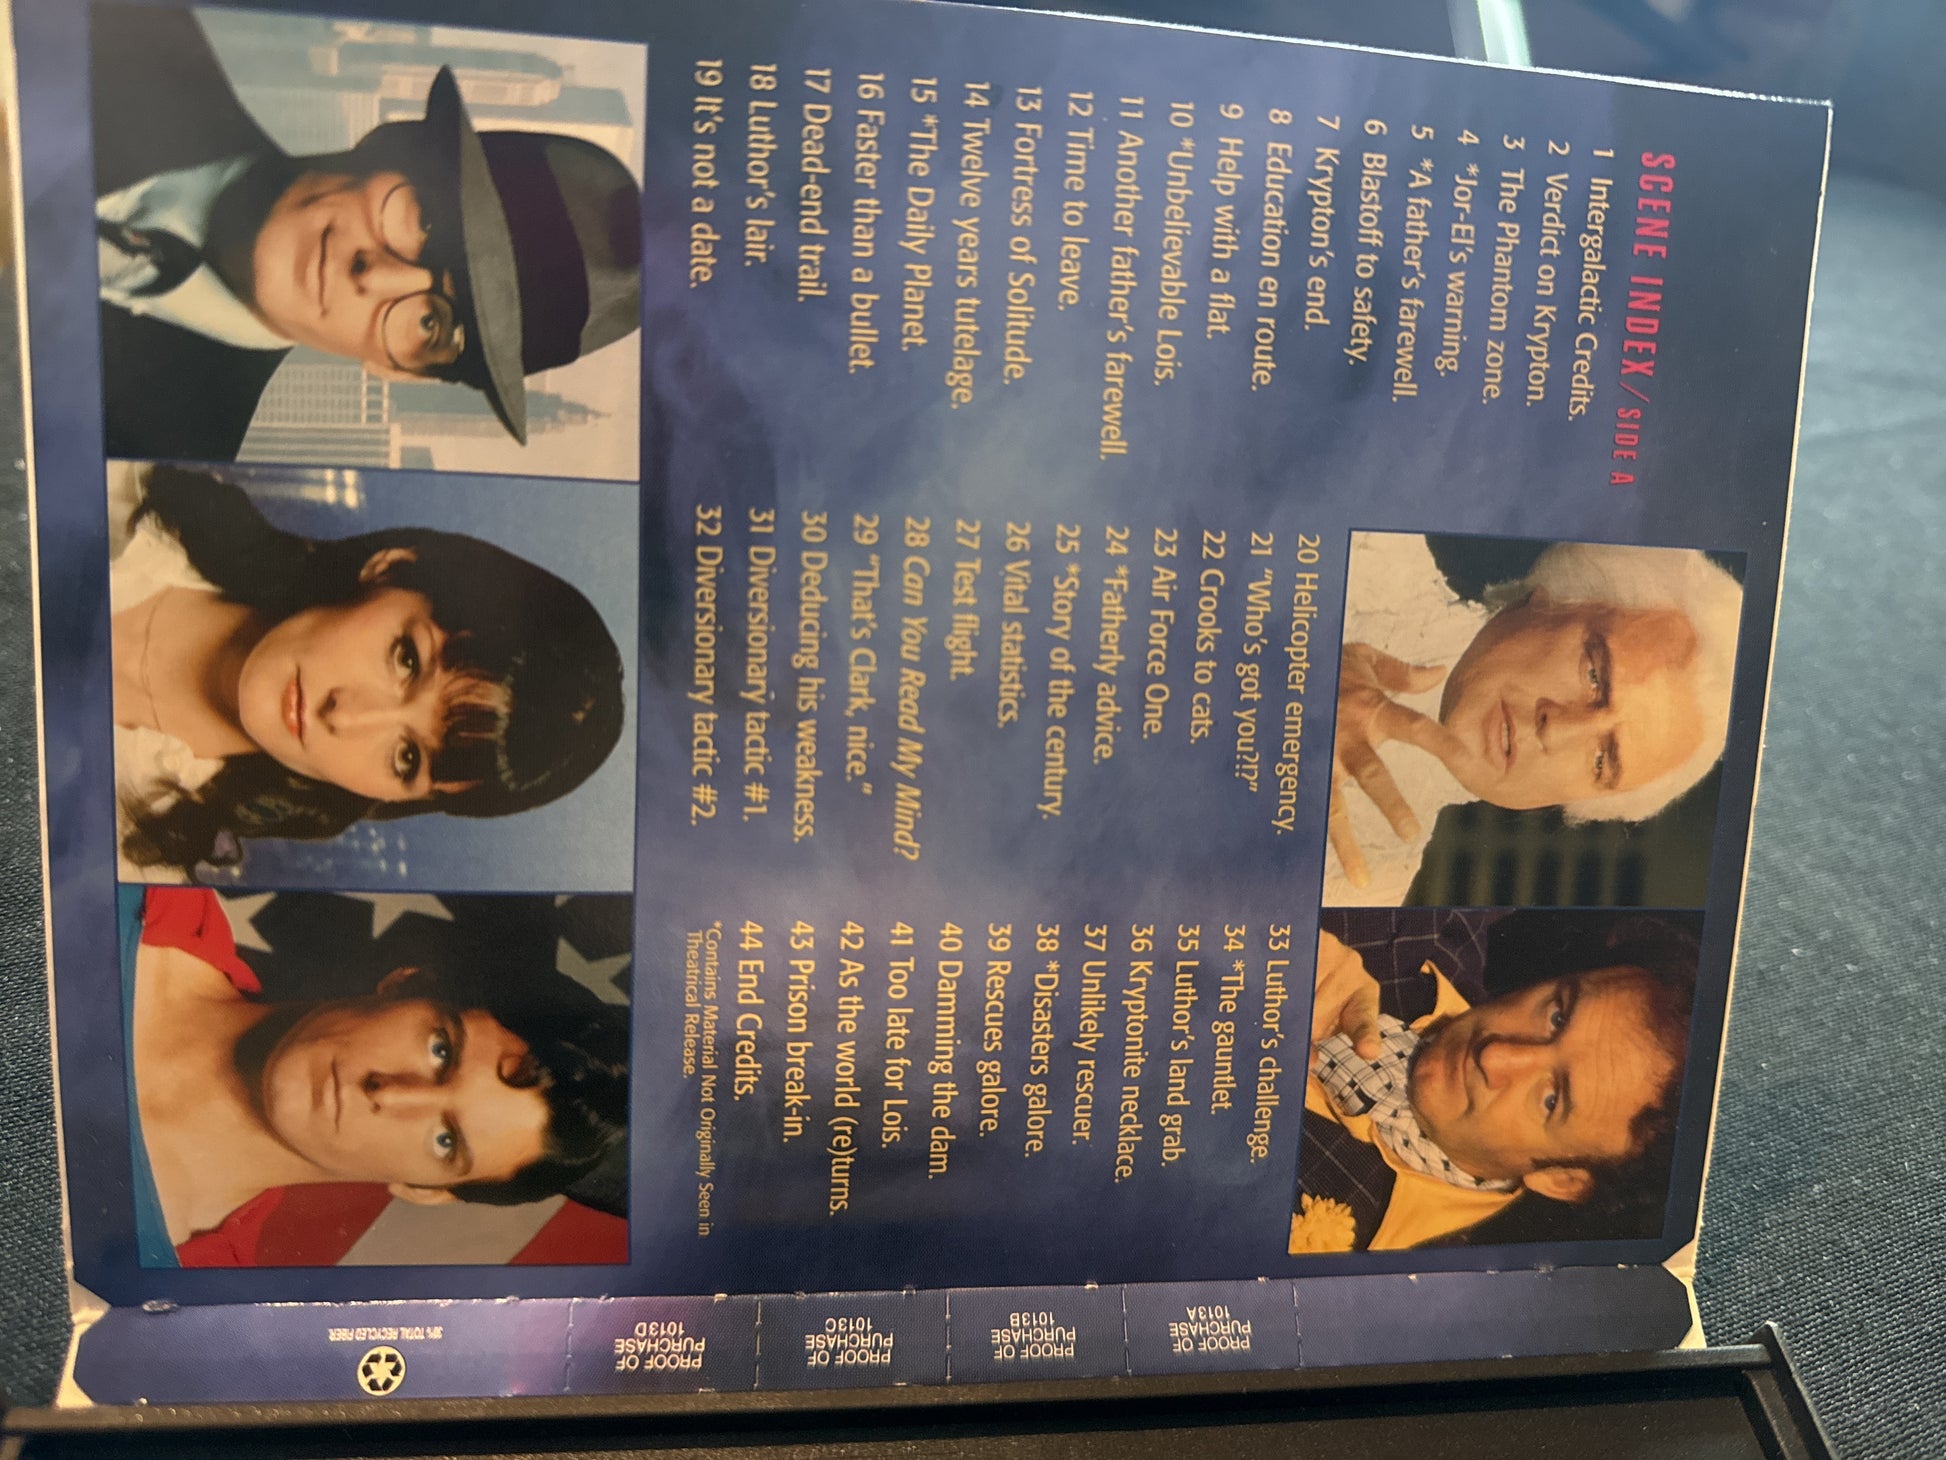 SCENE INDEX / SIDE A
1 Intergalactic Credits.
2 Verdict on Krypton.
3 The Phantom zone.
4 *Jor-El's warning.
5 *A father's farewell.
6 Blastoff to safety.
7 Krypton's end.
8 Education en route.
9 Help with a flat.
10 *Unbelievable Lois.
11 Another father's farewell.
12 Time to leave.
13 Fortress of Solitude.
14 Twelve years tutelage.
15 *The Daily Planet.
16 Faster than a bullet.
17 Dead-end trail.
18 Luthor's lair.
19 It's not a date.
20 Helicopter emergency.
21 "Who's got you?!?"
22 Crooks to cats.
23 Air Force One.
24 *Fatherly advice.
25 *Story of the century.
26 Vital statistics.
27 Test flight.
28 Can You Read My Mind?
29 "That's Clark, nice."
30 Deducing his weakness.
31 Diversionary tactic #1.
32 Diversionary tactic #2.
33 Luthor's challenge.
34 *The gauntlet.
35 Luthor's land grab.
36 Kryptonite necklace.
37 Unlikely rescuer.
38 *Disasters galore.
39 Rescues galore.
40 Damming the dam.
41 Too late for Lois.
42 As the world (re)turns.
43 Prison break-in.
44 End Credits.
*Contains Material Not Originally Seen in
Theatrical Release.
PROOF OF
PURCHASE
1013A
PROOF OF
PURCHASE
1013B
PROOF OF
PURCHASE
1013C
PROOF OF
PURCHASE
1013D
30% TOTAL RECYCLED FIBER